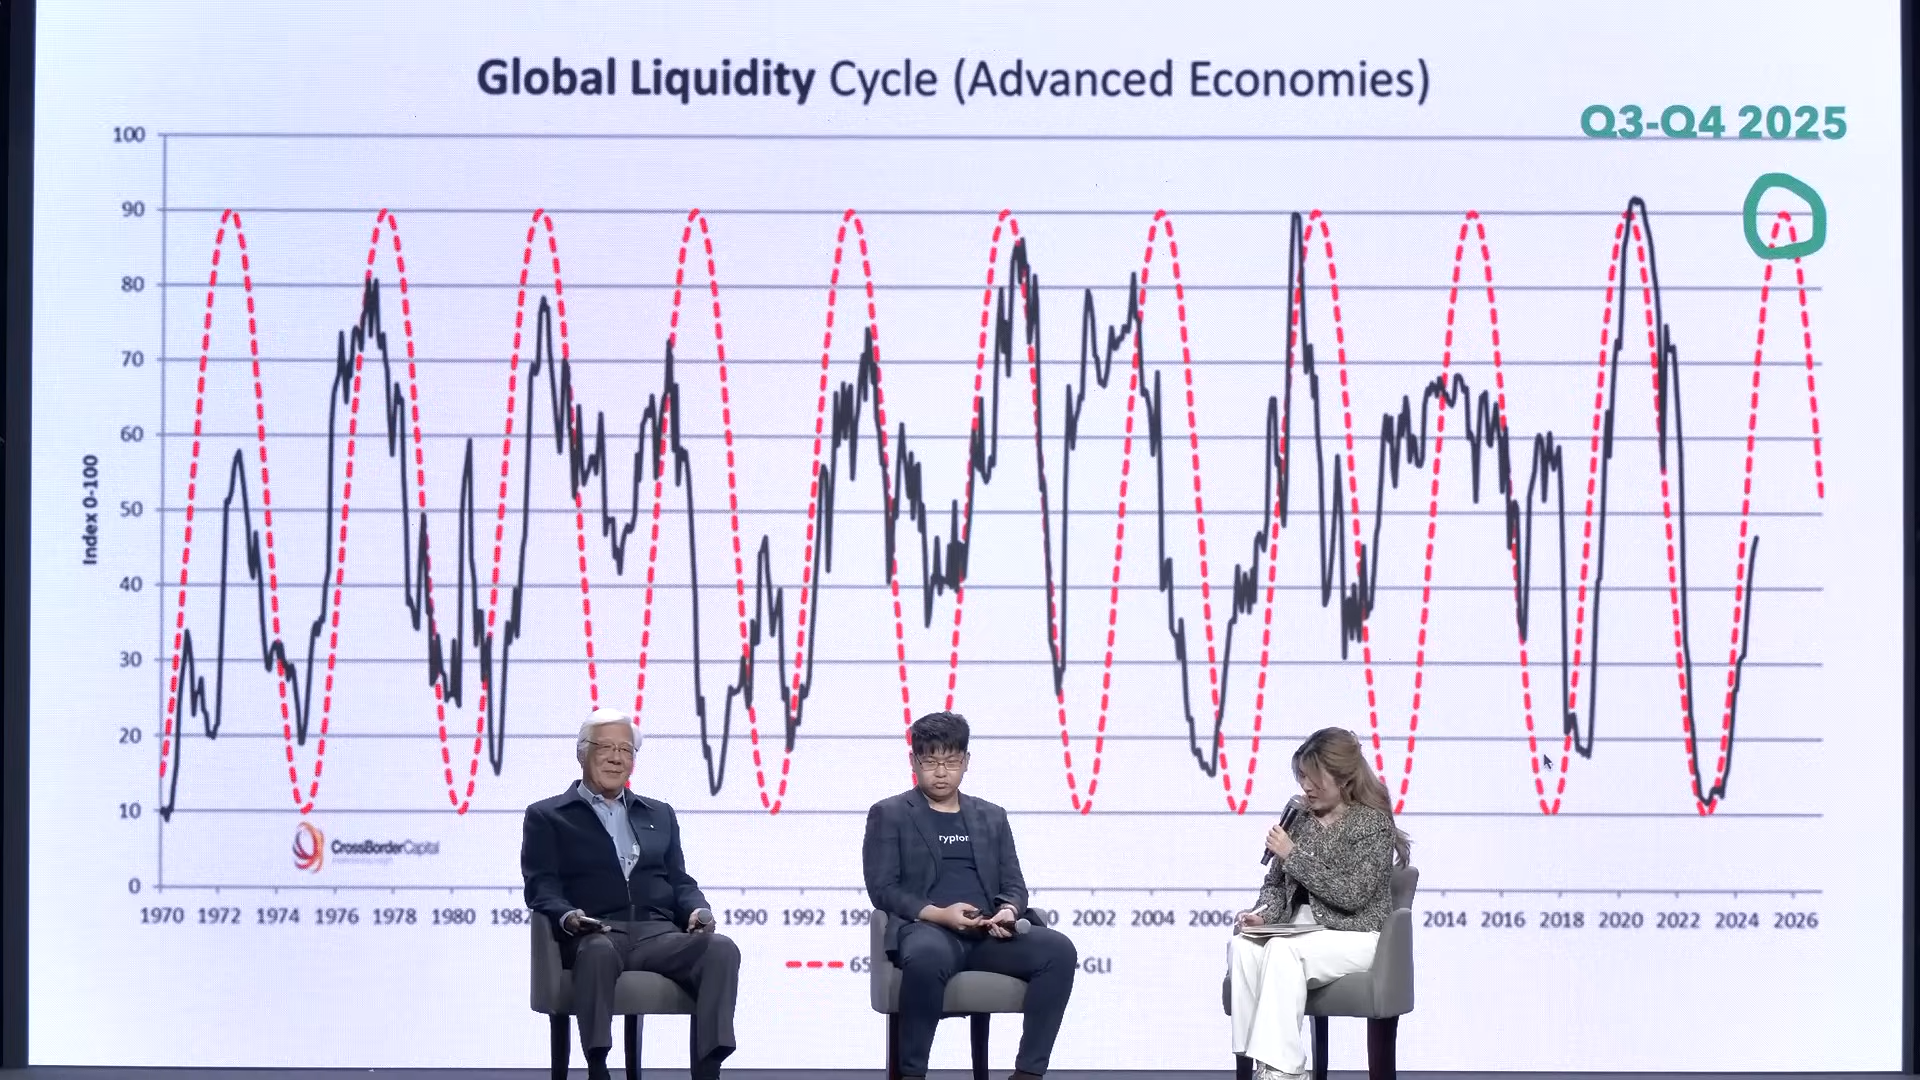 Global Liquidity Cycle (Advanced Economies)
Q3-Q4 2025
100
90
80
70
60
50
40
30
20
10
0
Index 0-100
CrossBorderCapital
1970 1972 1974 1976 1978 1980 1982 1990 1992 2002 2004 2006 2014 2016 2018 2020 2022 2024 2026
GLI
rypto